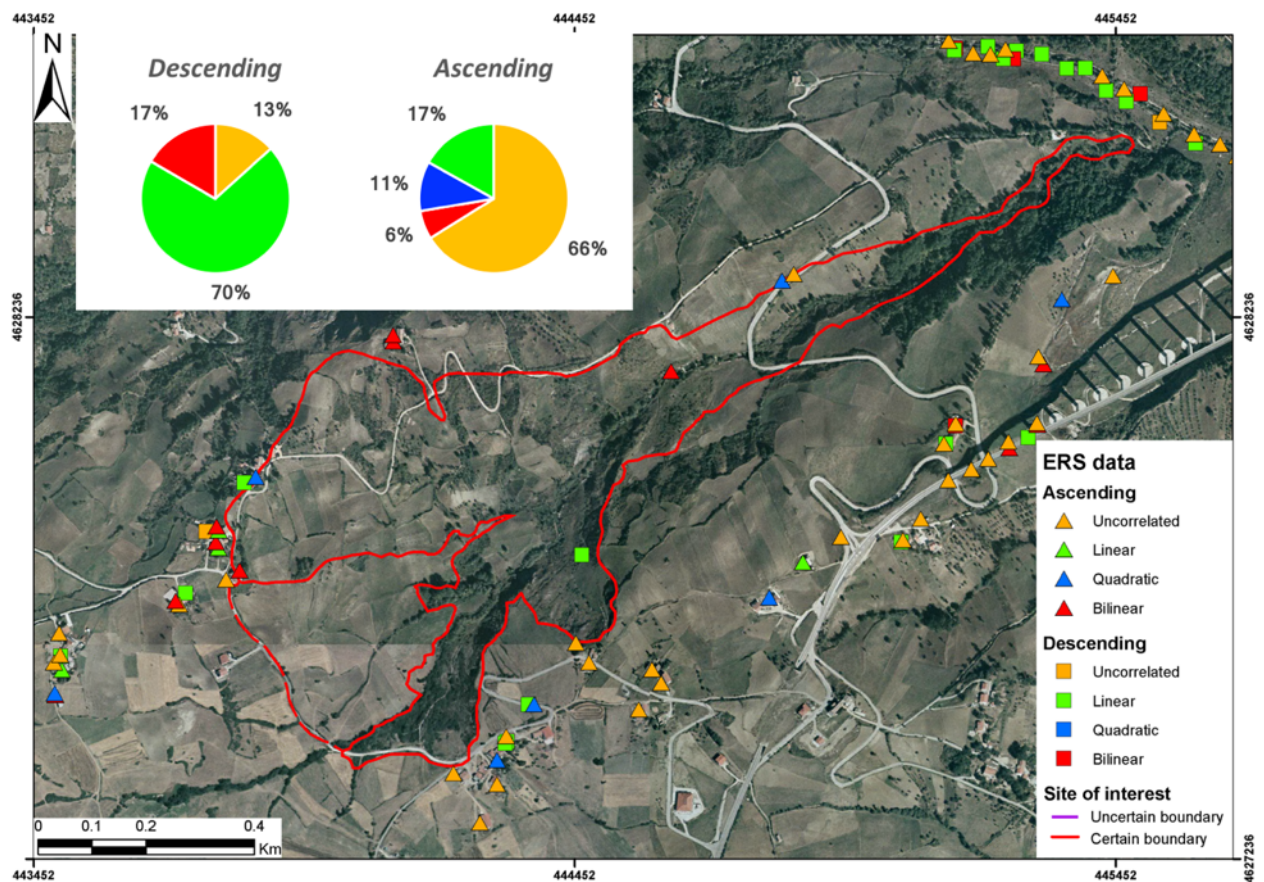 443452
444452
445452
N
Descending
Ascending
17%
13%
70%
17%
11%
6%
66%
4628236
4628236
ERS data
Ascending
Uncorrelated
Linear
Quadratic
Bilinear
Descending
Uncorrelated
Linear
Quadratic
Bilinear
Site of interest
Uncertain boundary
Certain boundary
0 0.1 0.2 0.4
Km
4627236
443452
444452
445452